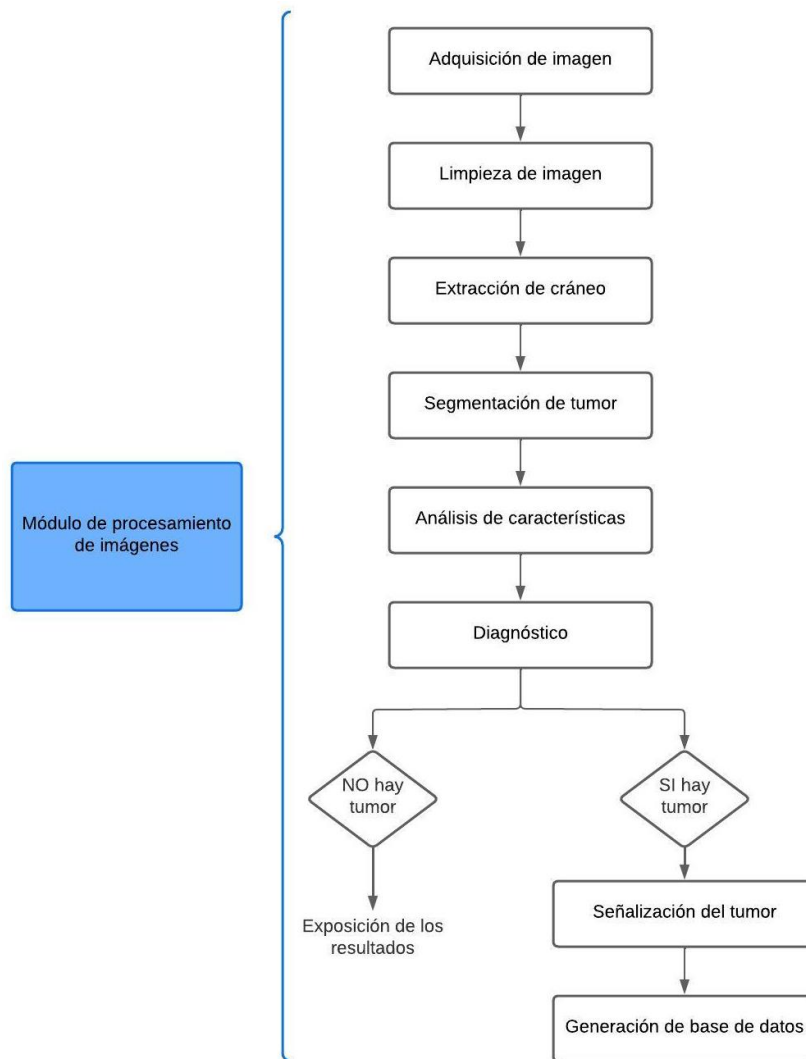 Adquisición de imagen
Limpieza de imagen
Extracción de cráneo
Segmentación de tumor
Módulo de procesamiento
de imágenes
Análisis de características
Diagnóstico
NO hay
tumor
SI hay
tumor
Exposición de los
resultados
Señalización del tumor
Generación de base de datos